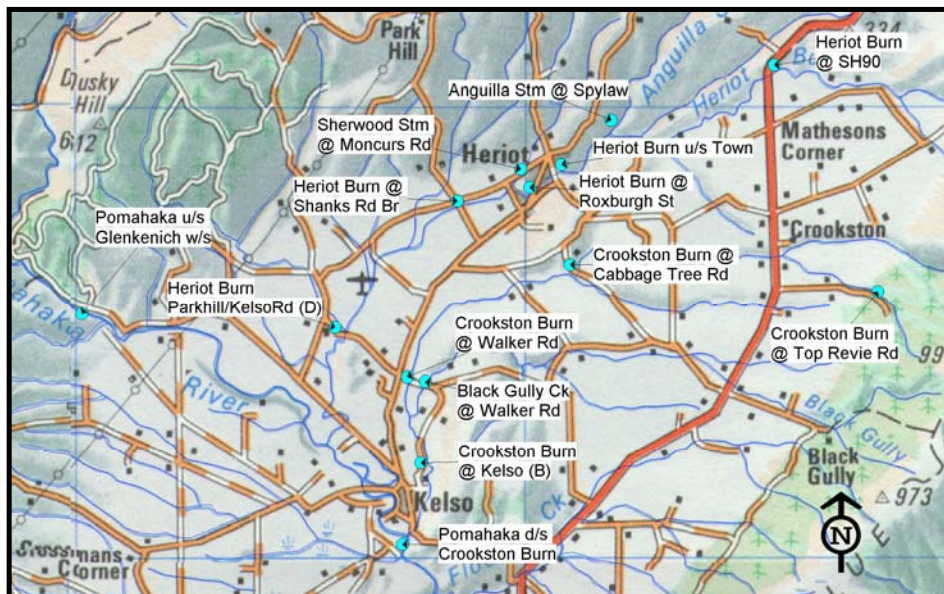 Park
Hill
334
Heriot Burn
@ SH90
Dusky
Hill
Anguilla
Heriot
Anguilla Stm @ Spylaw
Sherwood Stm
@ Moncurs Rd
Mathesons
Corner
Heriot
Heriot Burn u/s Town
Heriot Burn @
Shanks Rd Br
Heriot Burn @
Roxburgh St
Pomahaka u/s
Glenkenich w/s
Crookston
Crookston Burn @
Cabbage Tree Rd
Heriot Burn
Parkhill/KelsoRd (D)
Crookston Burn
@ Walker Rd
Crookston Burn
@ Top Revie Rd
River
Black Gully Ck
@ Walker Rd
Black Gully
Crookston Burn
@ Kelso (B)
Black
Gully
973
Kelso
CK
N
Pomahaka d/s
Crookston Burn
Corner